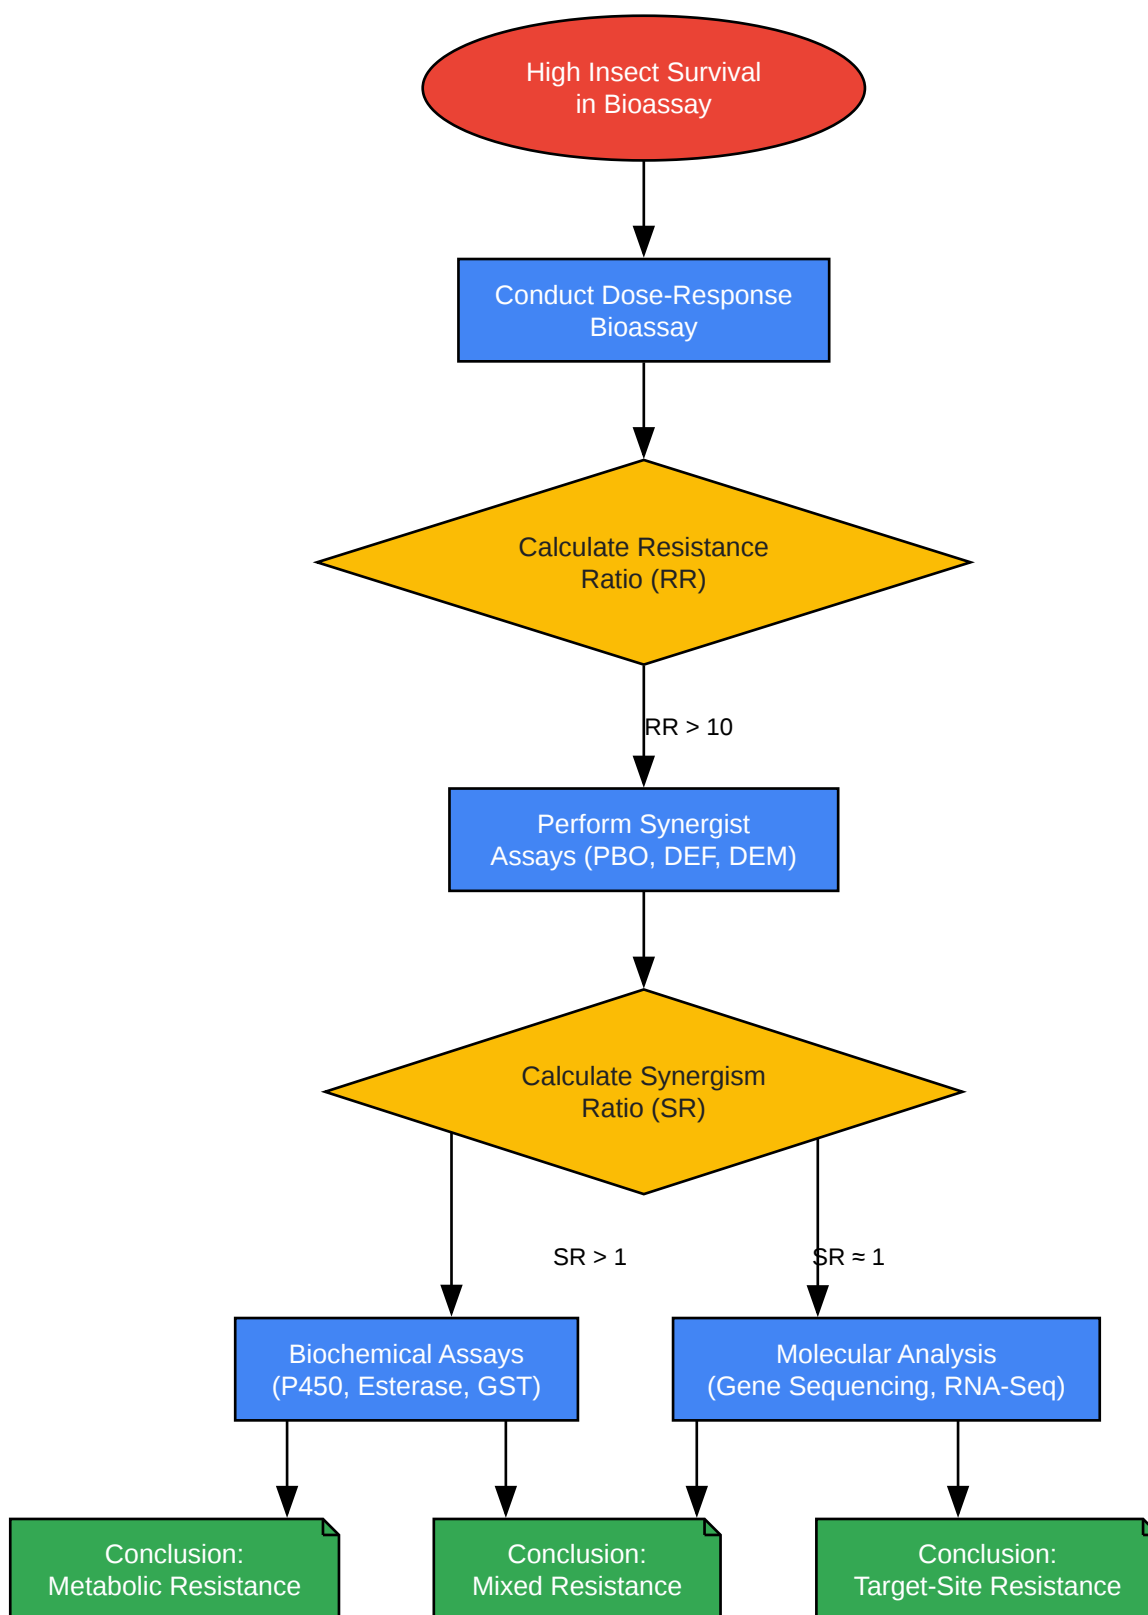 High Insect Survival
in Bioassay
Conduct Dose-Response
Bioassay
Calculate Resistance
Ratio (RR)
RR > 10
Perform Synergist
Assays (PBO, DEF, DEM)
Calculate Synergism
Ratio (SR)
SR > 1
SR ≈ 1
Biochemical Assays
(P450, Esterase, GST)
Molecular Analysis
(Gene Sequencing, RNA-Seq)
Conclusion:
Metabolic Resistance
Conclusion:
Mixed Resistance
Conclusion:
Target-Site Resistance